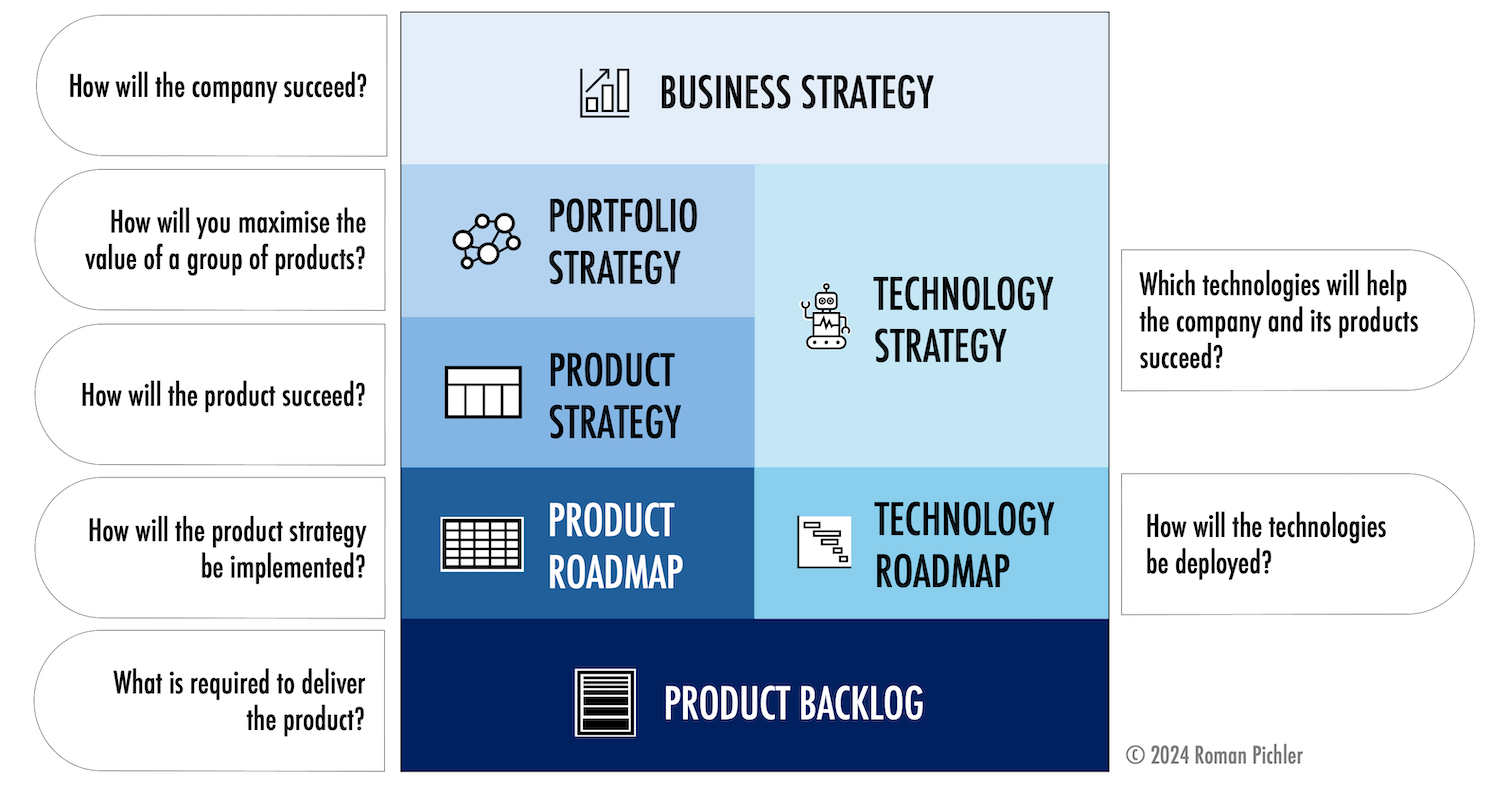 How will the company succeed?
BUSINESS STRATEGY
How will you maximise the
value of a group of products?
PORTFOLIO
STRATEGY
How will the product succeed?
PRODUCT
STRATEGY
TECHNOLOGY
STRATEGY
Which technologies will help
the company and its products
succeed?
How will the product strategy
be implemented?
PRODUCT
ROADMAP
TECHNOLOGY
ROADMAP
How will the technologies
be deployed?
What is required to deliver
the product?
PRODUCT BACKLOG
© 2024 Roman Pichler